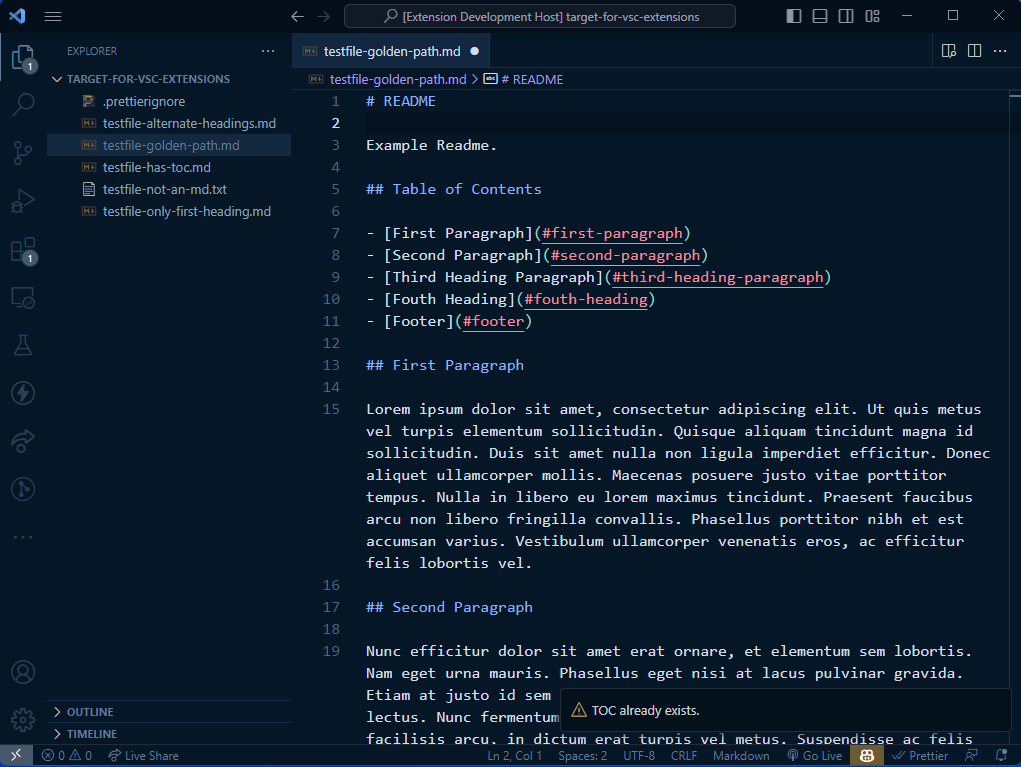 [Extension Development Host] target-for-vsc-extensions
EXPLORER
TARGET-FOR-VSC-EXTENSIONS
.prettierignore
testfile-alternate-headings.md
testfile-golden-path.md
testfile-has-toc.md
testfile-not-an-md.txt
testfile-only-first-heading.md
OUTLINE
TIMELINE
1
1
testfile-golden-path.md
testfile-golden-path.md > # README
1 # README
2
3 Example Readme.
4
5 ## Table of Contents
6
7 - [First Paragraph](#first-paragraph)
8 - [Second Paragraph](#second-paragraph)
9 - [Third Heading Paragraph](#third-heading-paragraph)
10 - [Fouth Heading](#fouth-heading)
11 - [Footer](#footer)
12
13 ## First Paragraph
14
15 Lorem ipsum dolor sit amet, consectetur adipiscing elit. Ut quis metus
vel turpis elementum sollicitudin. Quisque aliquam tincidunt magna id
sollicitudin. Duis sit amet nulla non ligula imperdiet efficitur. Donec
aliquet ullamcorper mollis. Maecenas posuere justo vitae porttitor
tempus. Nulla in libero eu lorem maximus tincidunt. Praesent faucibus
arcu non libero fringilla convallis. Phasellus porttitor nibh et est
accumsan varius. Vestibulum ullamcorper venenatis eros, ac efficitur
felis lobortis vel.
16
17 ## Second Paragraph
18
19 Nunc efficitur dolor sit amet erat ornare, et elementum sem lobortis.
Nam eget urna mauris. Phasellus eget nisi at lacus pulvinar gravida.
Etiam at justo id sem
lectus. Nunc fermentum
facilisis arcu, in dictum erat turpis vel metus. Suspendisse ac felis
TOC already exists.
0 0 Live Share Ln 2, Col 1 Spaces: 2 UTF-8 CRLF Markdown Go Live Prettier